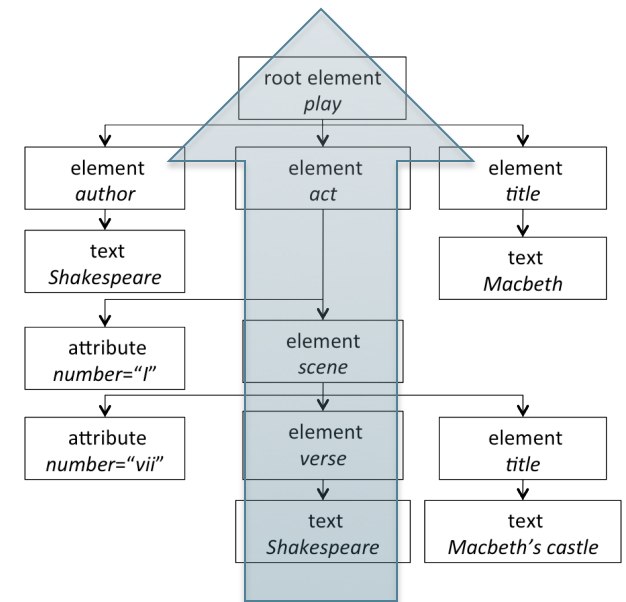 root element
play
element
author
element
act
element
title
text
Shakespeare
text
Macbeth
attribute
number=“I”
element
scene
attribute
number=“vii”
element
verse
element
title
text
Shakespeare
text
Macbeth’s castle